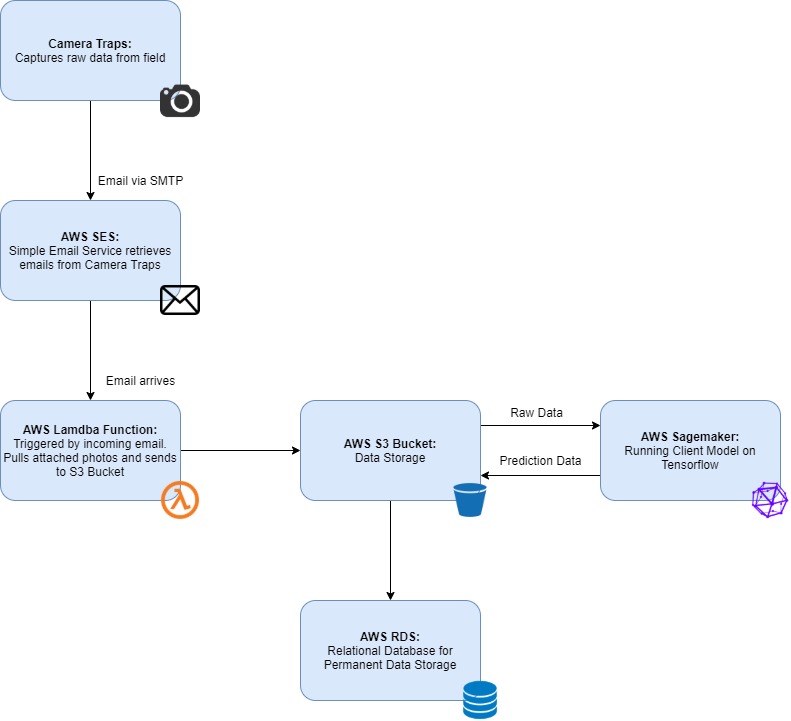 Camera Traps:
Captures raw data from field
Email via SMTP
AWS SES:
Simple Email Service retrieves
emails from Camera Traps
Email arrives
AWS Lamdba Function:
Triggered by incoming email.
Pulls attached photos and sends
to S3 Bucket
AWS S3 Bucket:
Data Storage
Raw Data
Prediction Data
AWS Sagemaker:
Running Client Model on
Tensorflow
AWS RDS:
Relational Database for
Permanent Data Storage